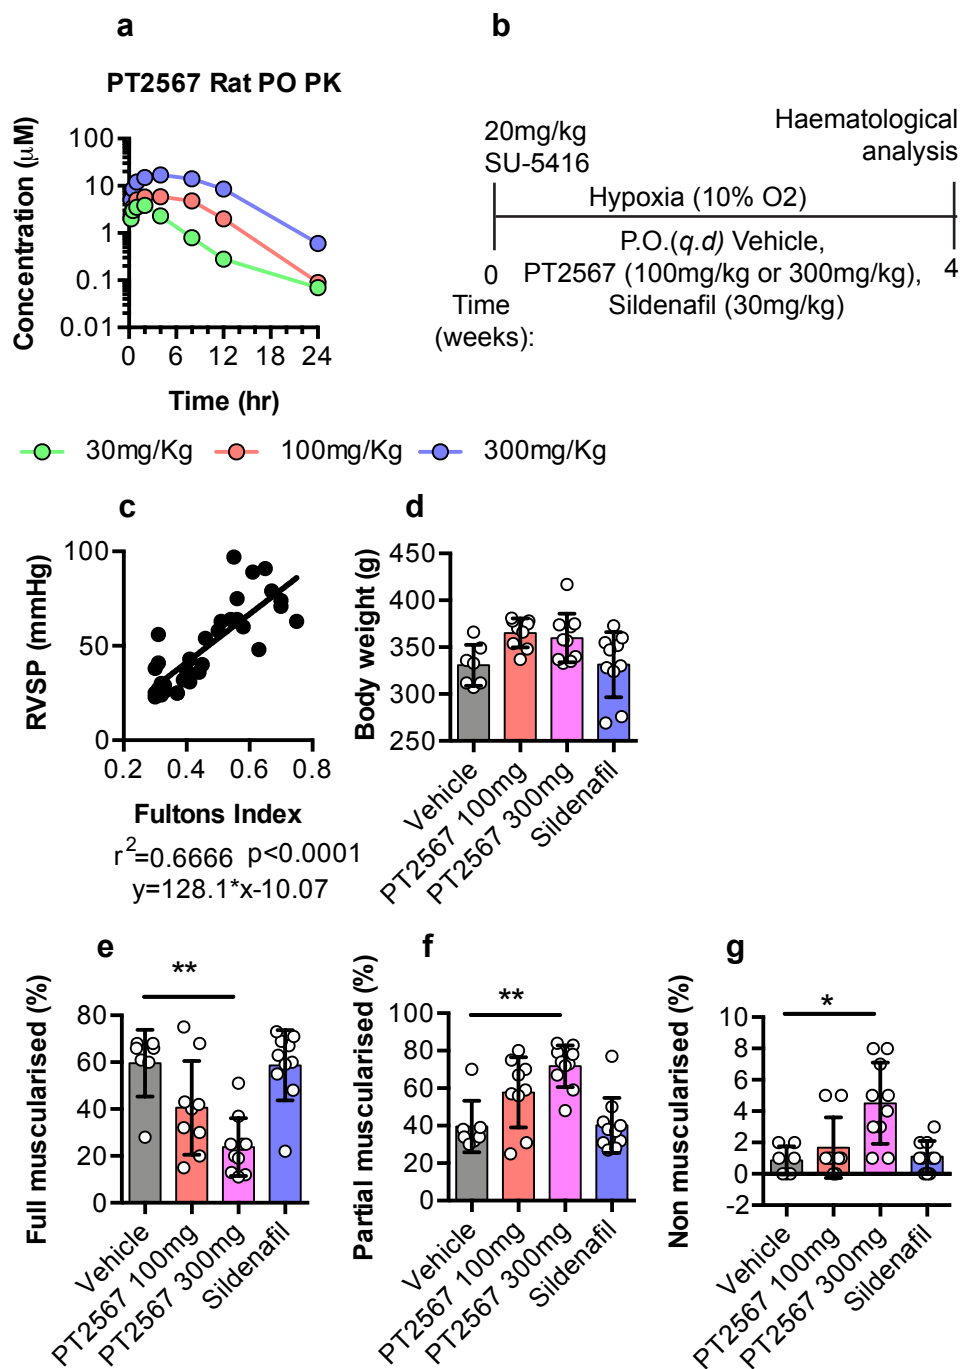 a
PT2567 Rat PO PK
Concentration (µM)
100
10
1
0.1
0.01
0 6 12 24
Time (hr)
30mg/Kg 100mg/Kg 300mg/Kg
b
20mg/kg
SU-5416
Haematological
analysis
Hypoxia (10% O2)
P.O.(q.d) Vehicle,
PT2567 (100mg/kg or 300mg/kg),
Sildenafil (30mg/kg)
0
4
Time
(weeks):
c
RVSP (mmHg)
100
50
0
0.2 0.4 0.6 0.8
Fultons Index
r2=0.6666 p<0.0001
y=128.1*x-10.07
d
Body weight (g)
450
400
350
300
250
Vehicle
PT2567 100mg
PT2567 300mg
Sildenafil
e
Full muscularised (%)
80
60
40
20
0
**
Vehicle
PT2567 100mg
PT2567 300mg
Sildenafil
f
Partial muscularised (%)
100
80
60
40
20
0
**
Vehicle
PT2567 100mg
PT2567 300mg
Sildenafil
g
Non muscularised (%)
10
8
6
4
2
0
-2
*
Vehicle
PT2567 100mg
PT2567 300mg
Sildenafil